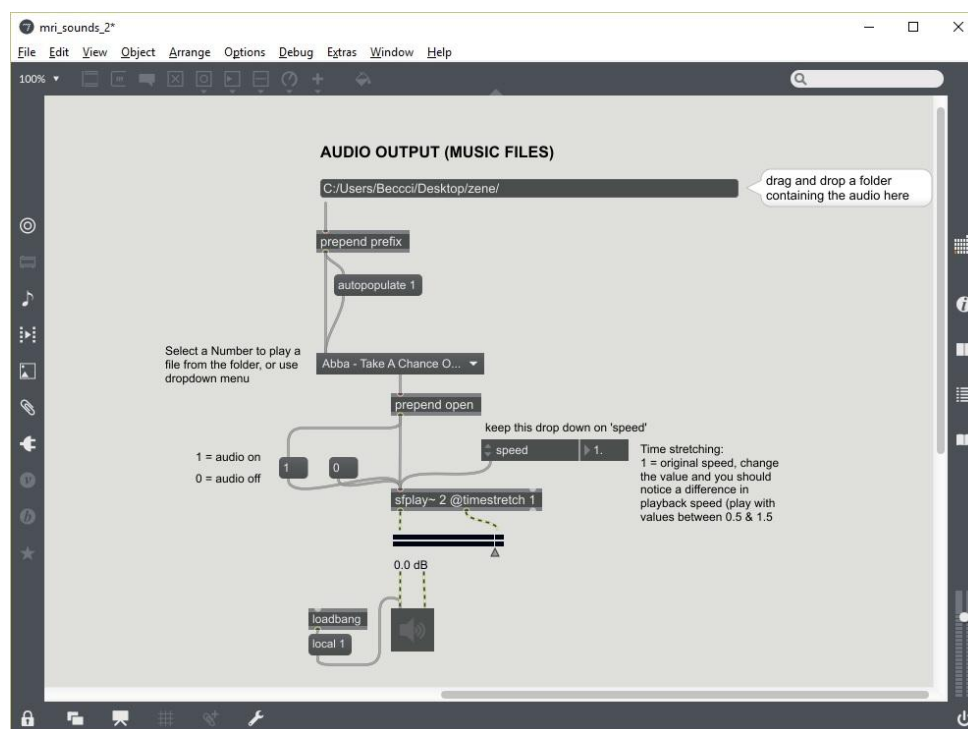 mri_sounds_2*
File Edit View Object Arrange Options Debug Extras Window Help
100%
AUDIO OUTPUT (MUSIC FILES)
C:/Users/Beccci/Desktop/zene/
drag and drop a folder
containing the audio here
prepend prefix
autopopulate 1
Select a Number to play a
file from the folder, or use
dropdown menu
Abba - Take A Chance O...
prepend open
keep this drop down on 'speed'
speed 1.
1 = audio on
0 = audio off
1 0
Time stretching:
1 = original speed, change
the value and you should
notice a difference in
playback speed (play with
values between 0.5 & 1.5
sfplay~ 2 @timestretch 1
0.0 dB
loadbang
local 1